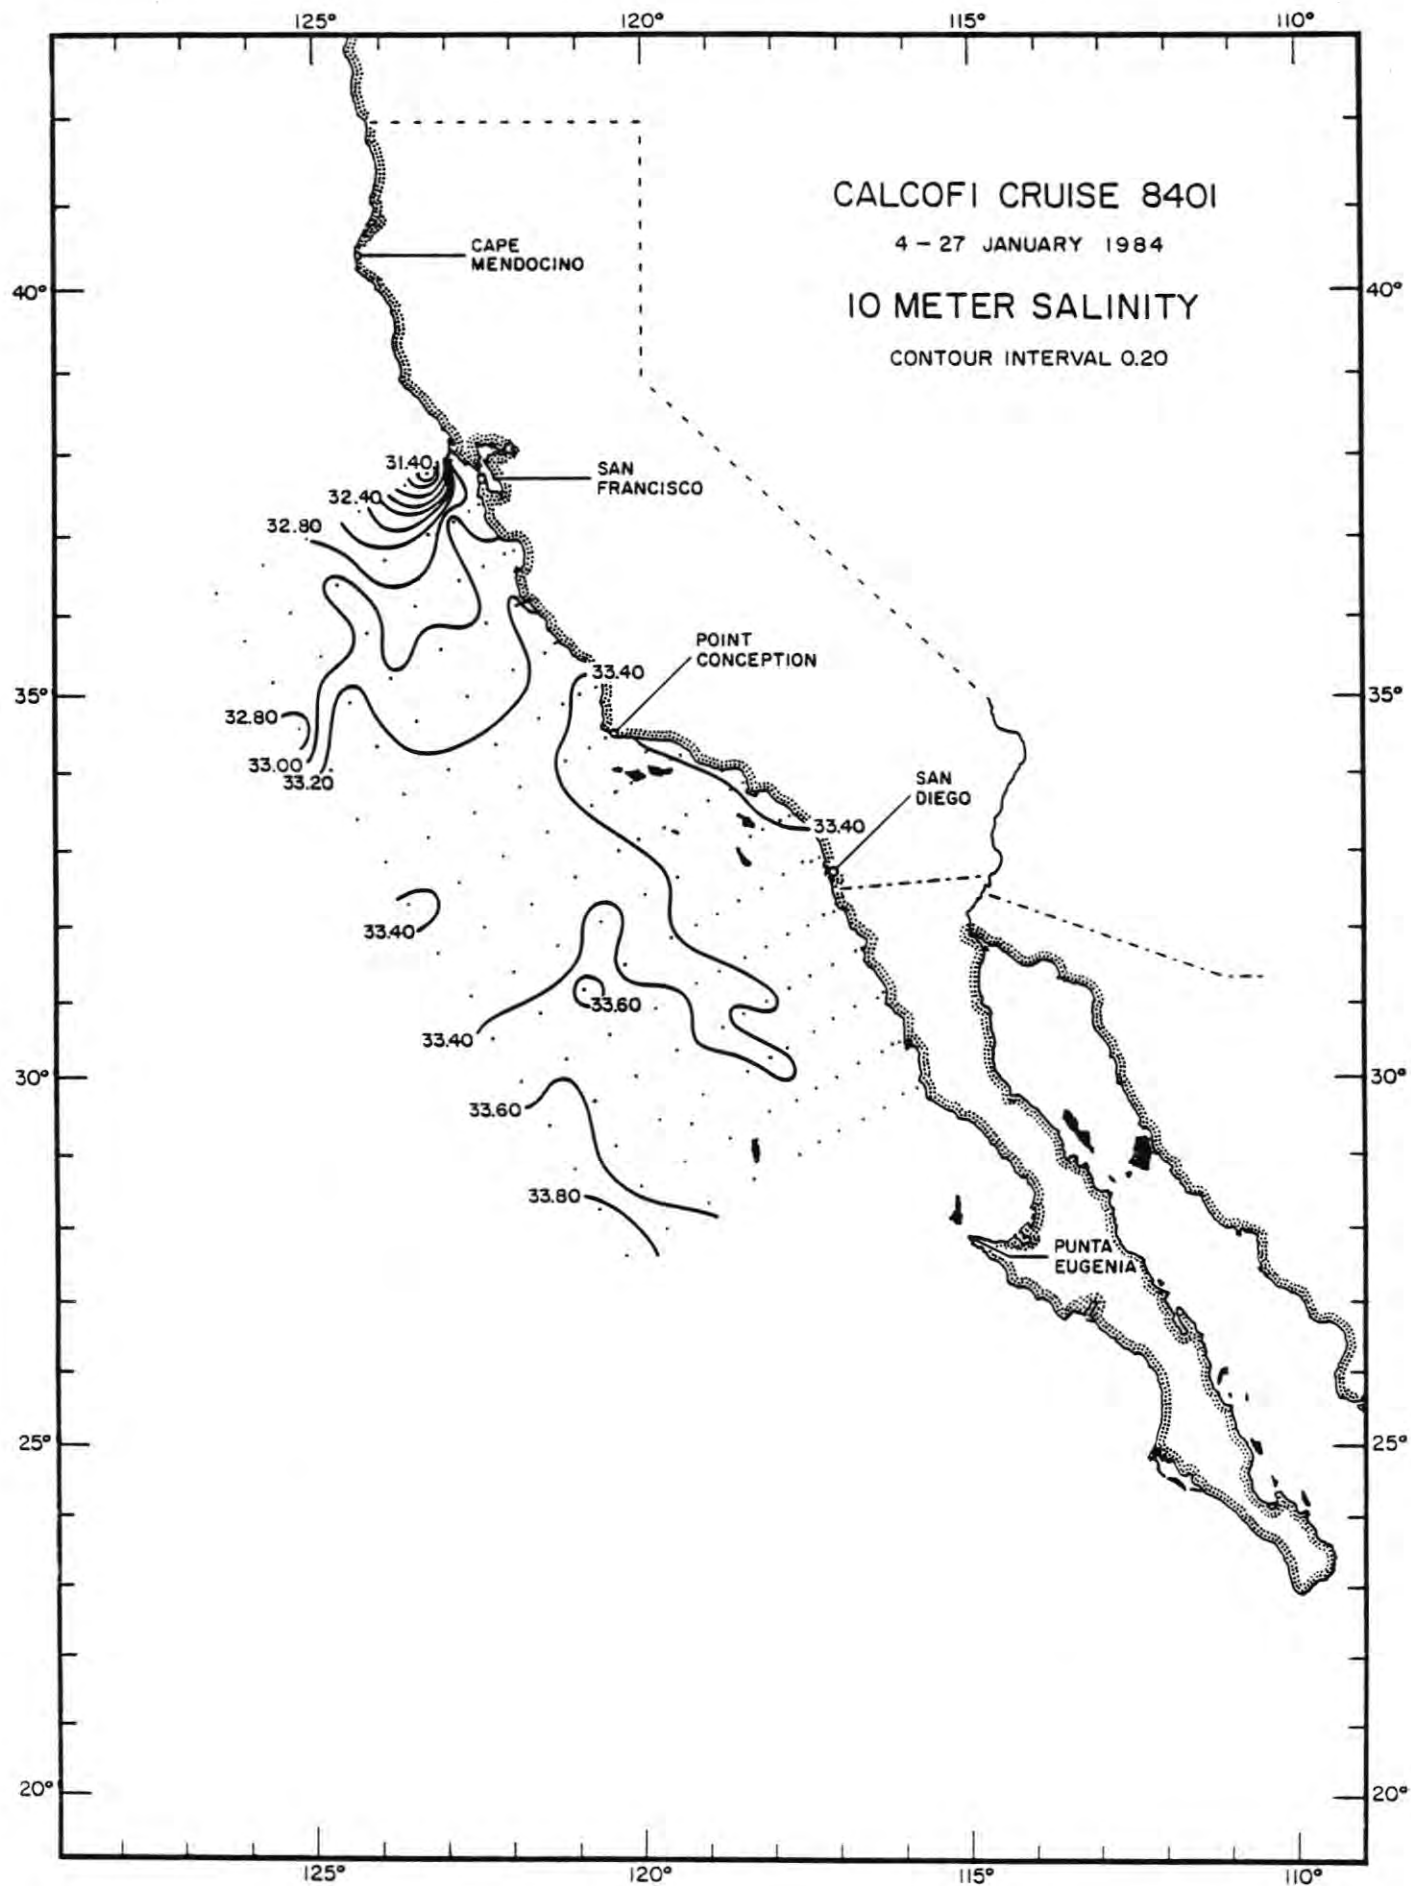 125°
120°
115°
110°
CALCOFI CRUISE 8401
4 – 27 JANUARY 1984
10 METER SALINITY
CONTOUR INTERVAL 0.20
CAPE
MENDOCINO
40°
40°
31.40
SAN
FRANCISCO
32.40
32.80
POINT
CONCEPTION
33.40
35°
35°
32.80
33.00
33.20
SAN
DIEGO
33.40
33.40
33.60
33.40
30°
30°
33.60
33.80
PUNTA
EUGENIA
25°
25°
20°
20°
125°
120°
115°
110°